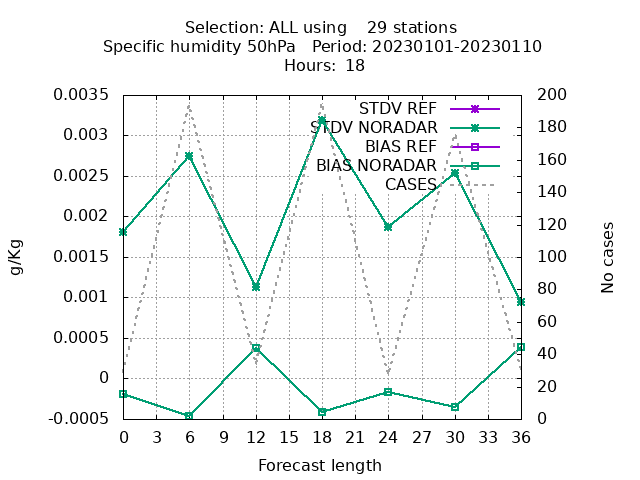 Selection: ALL using    29 stations
Specific humidity 50hPa   Period: 20230101-20230110
Hours: 18
STDV REF
STDV NORADAR
BIAS REF
BIAS NORADAR
CASES
0.0035
0.003
0.0025
0.002
0.0015
0.001
0.0005
0
-0.0005
g/Kg
200
180
160
140
120
100
80
60
40
20
0
No cases
0 3 6 9 12 15 18 21 24 27 30 33 36
Forecast length